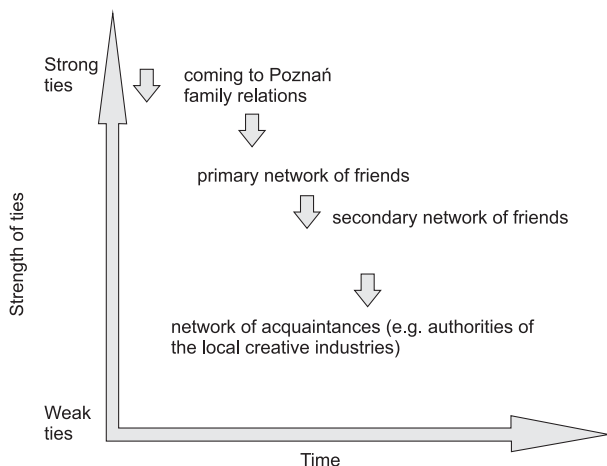 Strong
ties
coming to Poznań
family relations
primary network of friends
secondary network of friends
Strength of ties
network of acquaintances (e.g. authorities of
the local creative industries)
Weak
ties
Time